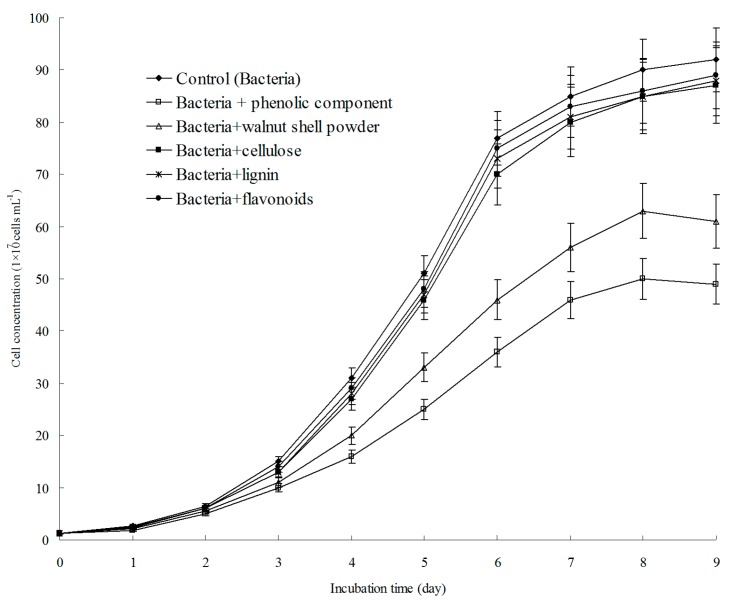 100
90
80
70
60
50
40
30
20
10
0
Cell concentration (1×10⁷cells mL⁻¹)
Control (Bacteria)
Bacteria + phenolic component
Bacteria+walnut shell powder
Bacteria+cellulose
Bacteria+lignin
Bacteria+flavonoids
0 1 2 3 4 5 6 7 8 9
Incubation time (day)